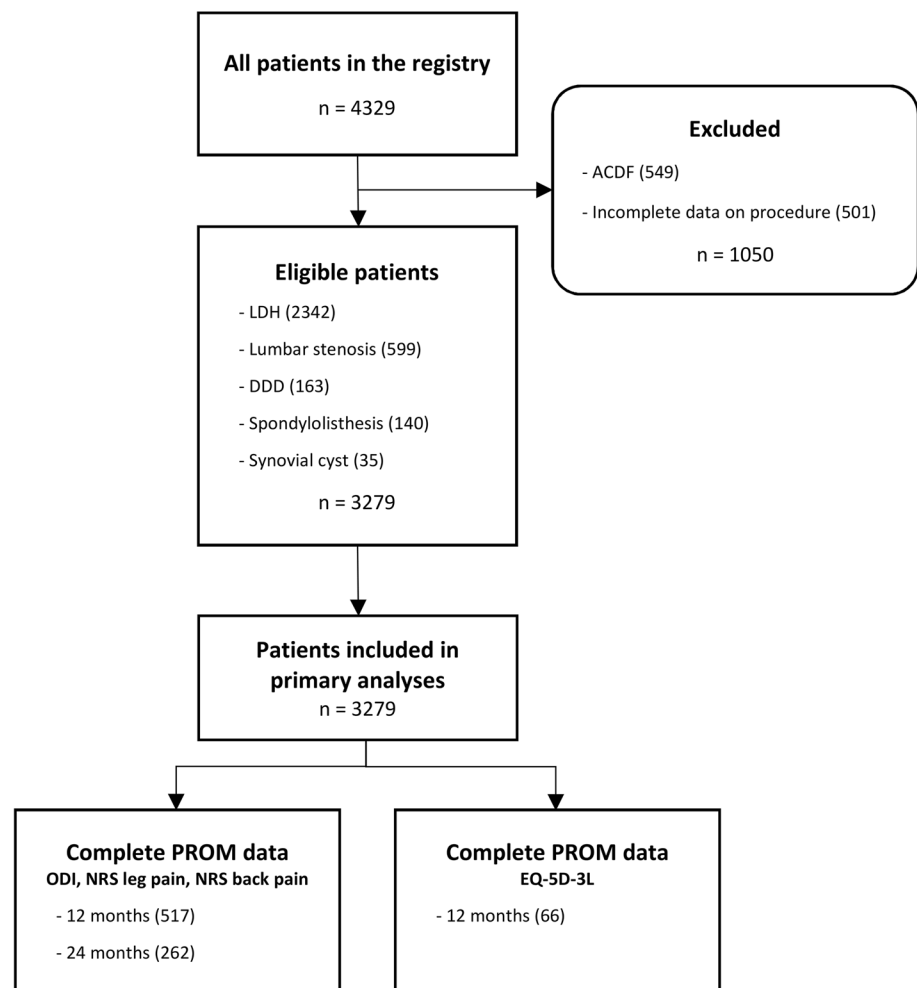 All patients in the registry
n = 4329
Excluded
- ACDF (549)
- Incomplete data on procedure (501)
n = 1050
Eligible patients
- LDH (2342)
- Lumbar stenosis (599)
- DDD (163)
- Spondylolisthesis (140)
- Synovial cyst (35)
n = 3279
Patients included in
primary analyses
n = 3279
Complete PROM data
ODI, NRS leg pain, NRS back pain
- 12 months (517)
- 24 months (262)
Complete PROM data
EQ-5D-3L
- 12 months (66)